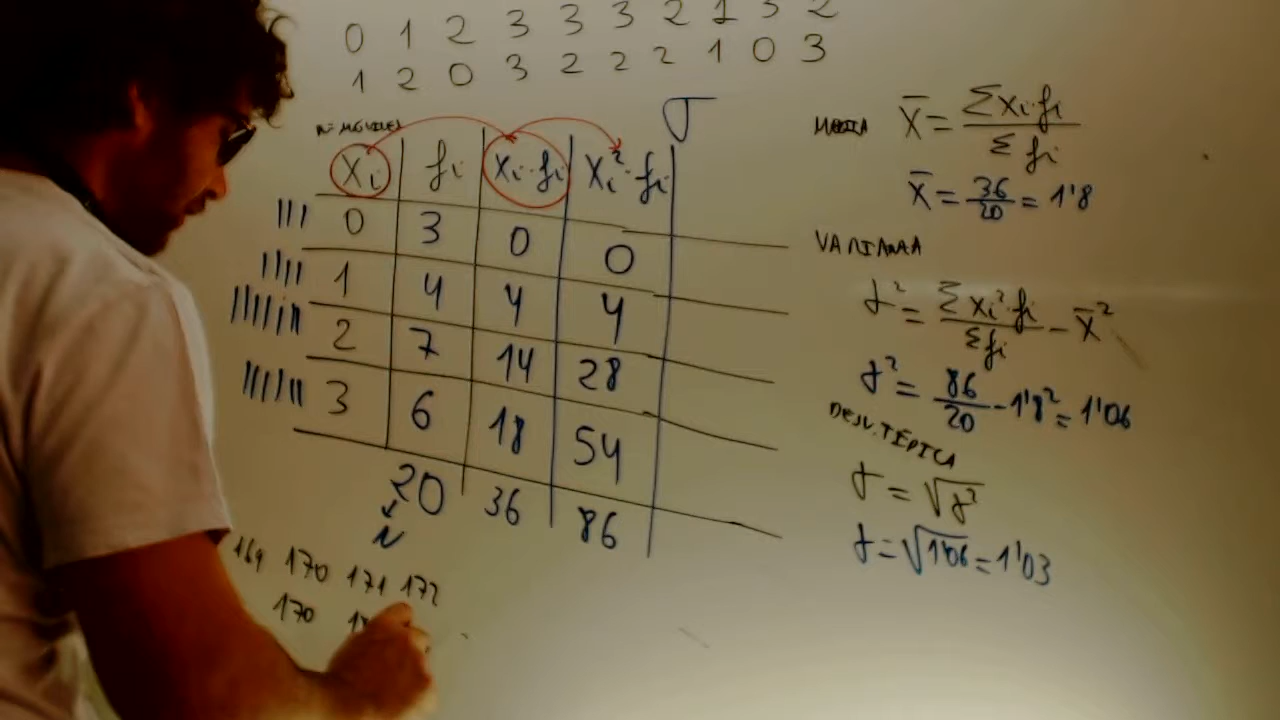 0 1 2 3 3 3 2 1 3 2
1 2 0 3 2 2 2 1 0 3
σ
Nº MÓVILES
xi fi xi·fi xi²·fi
||| 0 3 0 0
|||| 1 4 4 4
||||||| 2 7 14 28
|||||| 3 6 18 54
20 36 86
N
169 170 171 172
170
MEDIA x̄ = Σxi·fi / Σfi
x̄ = 36/20 = 1'8
VARIANZA
σ² = Σxi²·fi / Σfi - x̄²
σ² = 86/20 - 1'8² = 1'06
DESV. TÍPICA
σ = √σ²
σ = √1'06 = 1'03